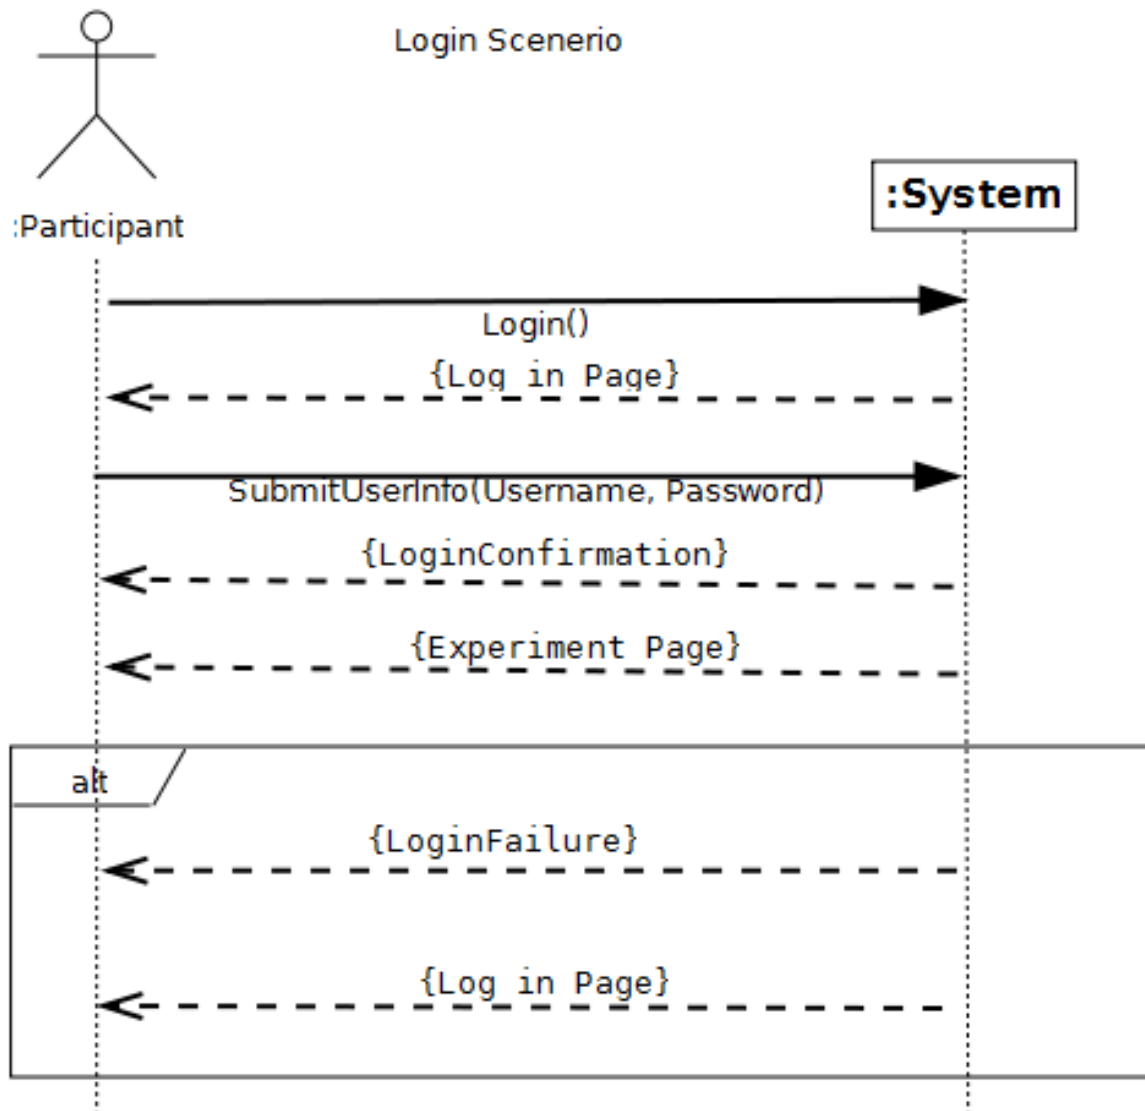 Login Scenerio
:System
:Participant
Login()
{Log in Page}
SubmitUserInfo(Username, Password)
{LoginConfirmation}
{Experiment Page}
alt
{LoginFailure}
{Log in Page}